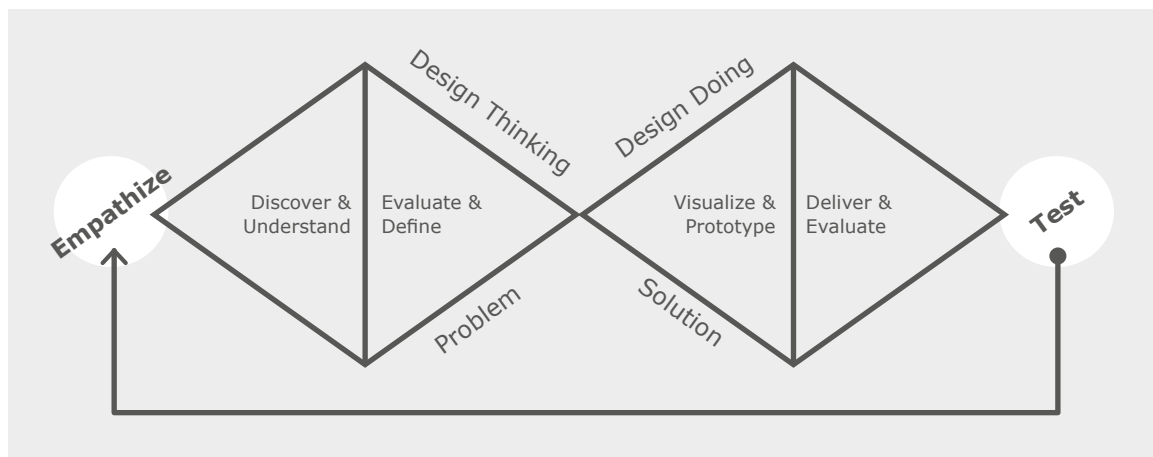 Empathize
Discover &
Understand
Evaluate &
Define
Design Thinking
Problem
Design Doing
Solution
Visualize &
Prototype
Deliver &
Evaluate
Test